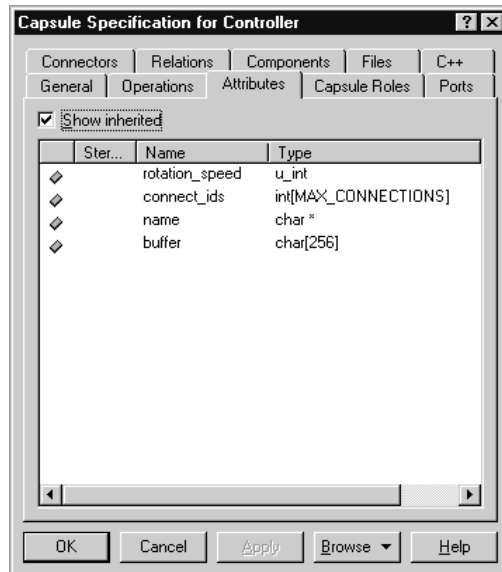 Capsule Specification for Controller
Connectors Relations Components Files C++
General Operations Attributes Capsule Roles Ports
Show inherited
Ster... Name Type
rotation_speed u_int
connect_ids int[MAX_CONNECTIONS]
name char *
buffer char[256]
OK Cancel Apply Browse Help